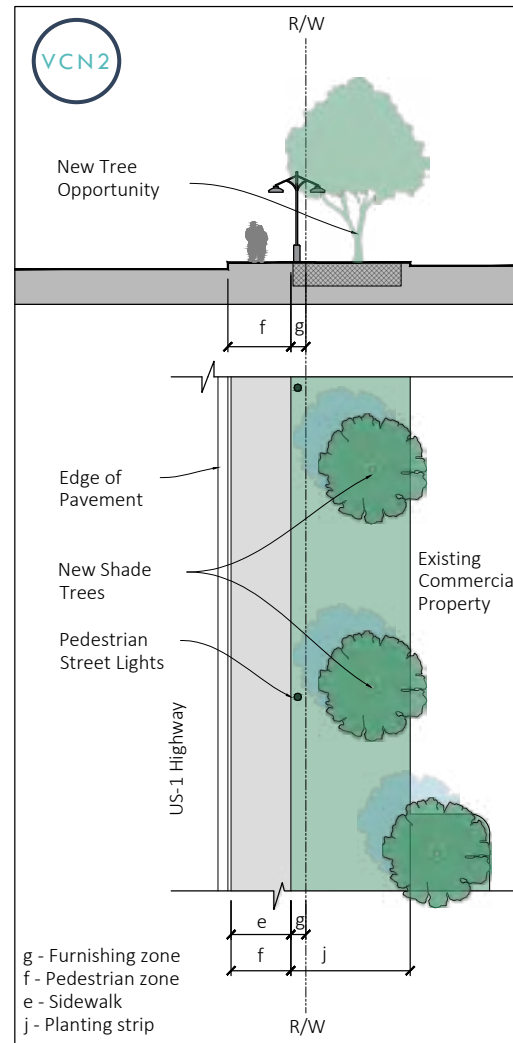 R/W
VCN2
New Tree
Opportunity
f
g
Edge of
Pavement
New Shade
Trees
Existing
Commercia
Property
Pedestrian
Street Lights
US-1 Highway
e
g
f
j
g - Furnishing zone
f - Pedestrian zone
e - Sidewalk
j - Planting strip
R/W